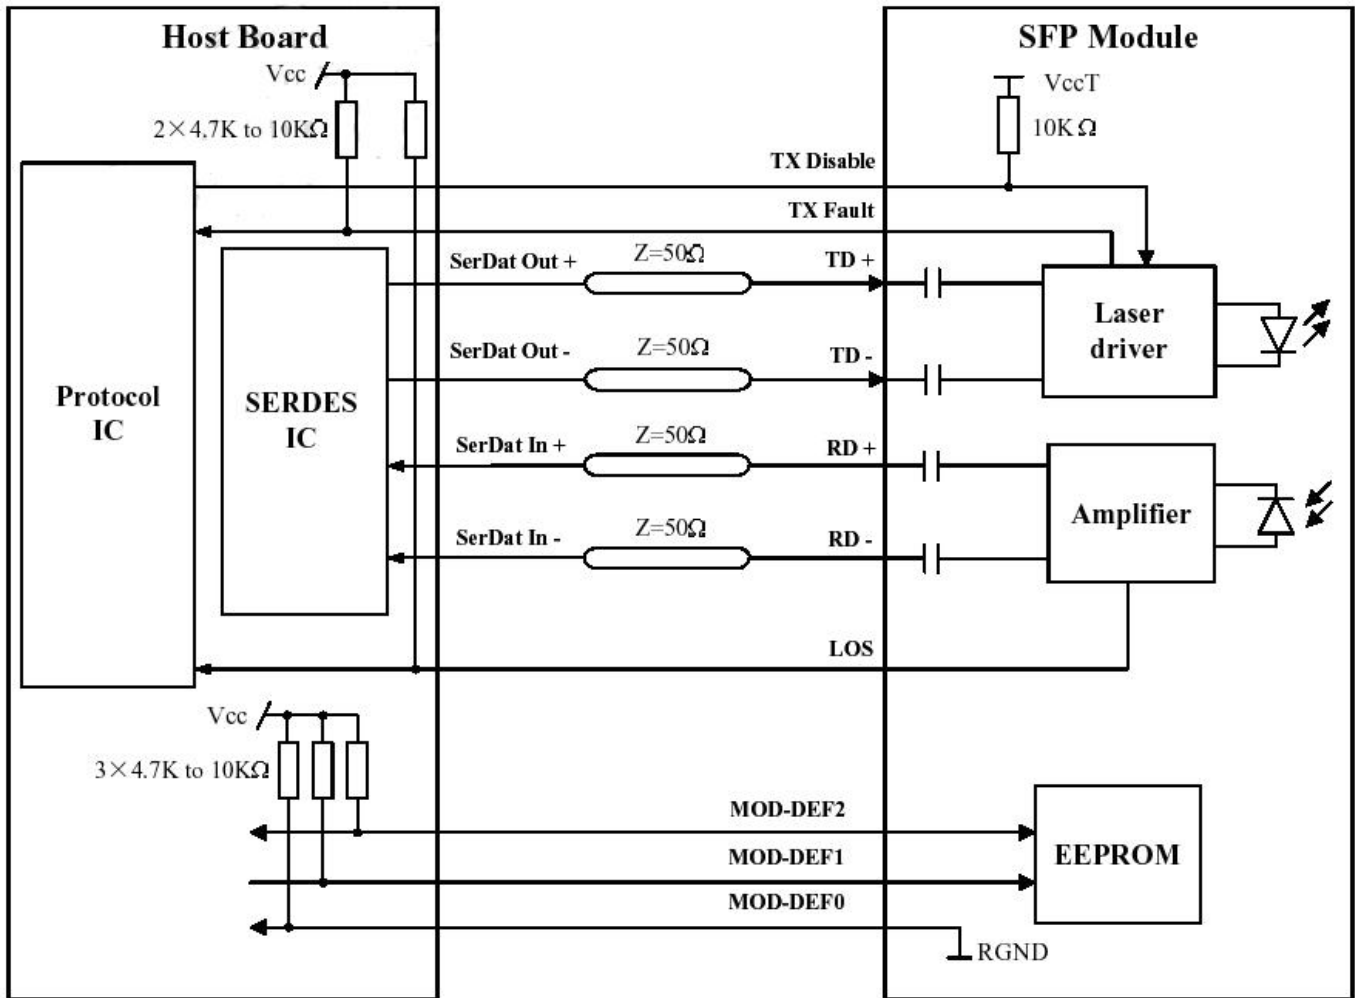 Host Board
SFP Module
Vcc
VccT
2×4.7K to 10KΩ
10KΩ
TX Disable
TX Fault
SerDat Out +
Z=50Ω
TD +
Laser
driver
SerDat Out -
Z=50Ω
TD -
Protocol
IC
SERDES
IC
SerDat In +
Z=50Ω
RD +
Amplifier
SerDat In -
Z=50Ω
RD -
LOS
Vcc
3×4.7K to 10KΩ
MOD-DEF2
MOD-DEF1
EEPROM
MOD-DEF0
RGND